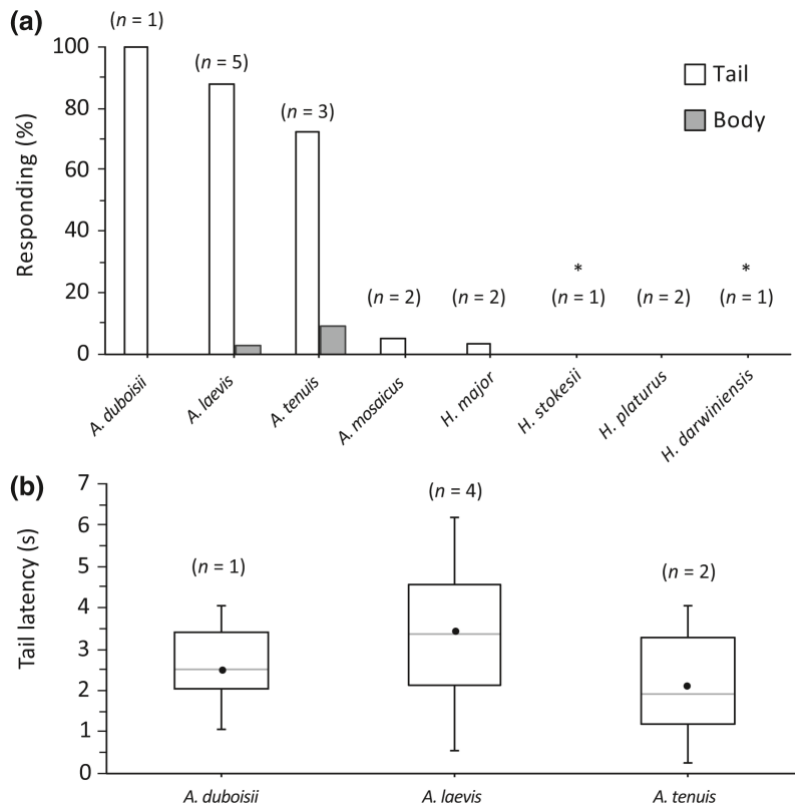 (a)
(n = 1)
(n = 5)
(n = 3)
(n = 2)
(n = 2)
*
(n = 1)
(n = 2)
*
(n = 1)
Tail
Body
Responding (%)
100
80
60
40
20
0
A. duboisii
A. laevis
A. tenuis
A. mosaicus
H. major
H. stokesii
H. platurus
H. darwiniensis
(b)
(n = 1)
(n = 4)
(n = 2)
Tail latency (s)
7
6
5
4
3
2
1
0
A. duboisii
A. laevis
A. tenuis